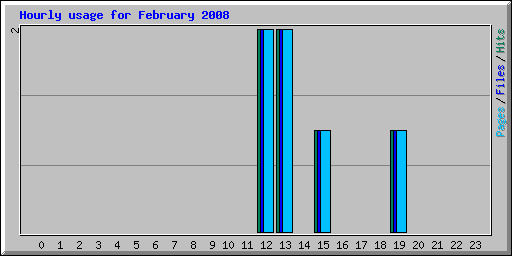 Hourly usage for February 2008
2
Pages/Files/Hits
0 1 2 3 4 5 6 7 8 9 10 11 12 13 14 15 16 17 18 19 20 21 22 23